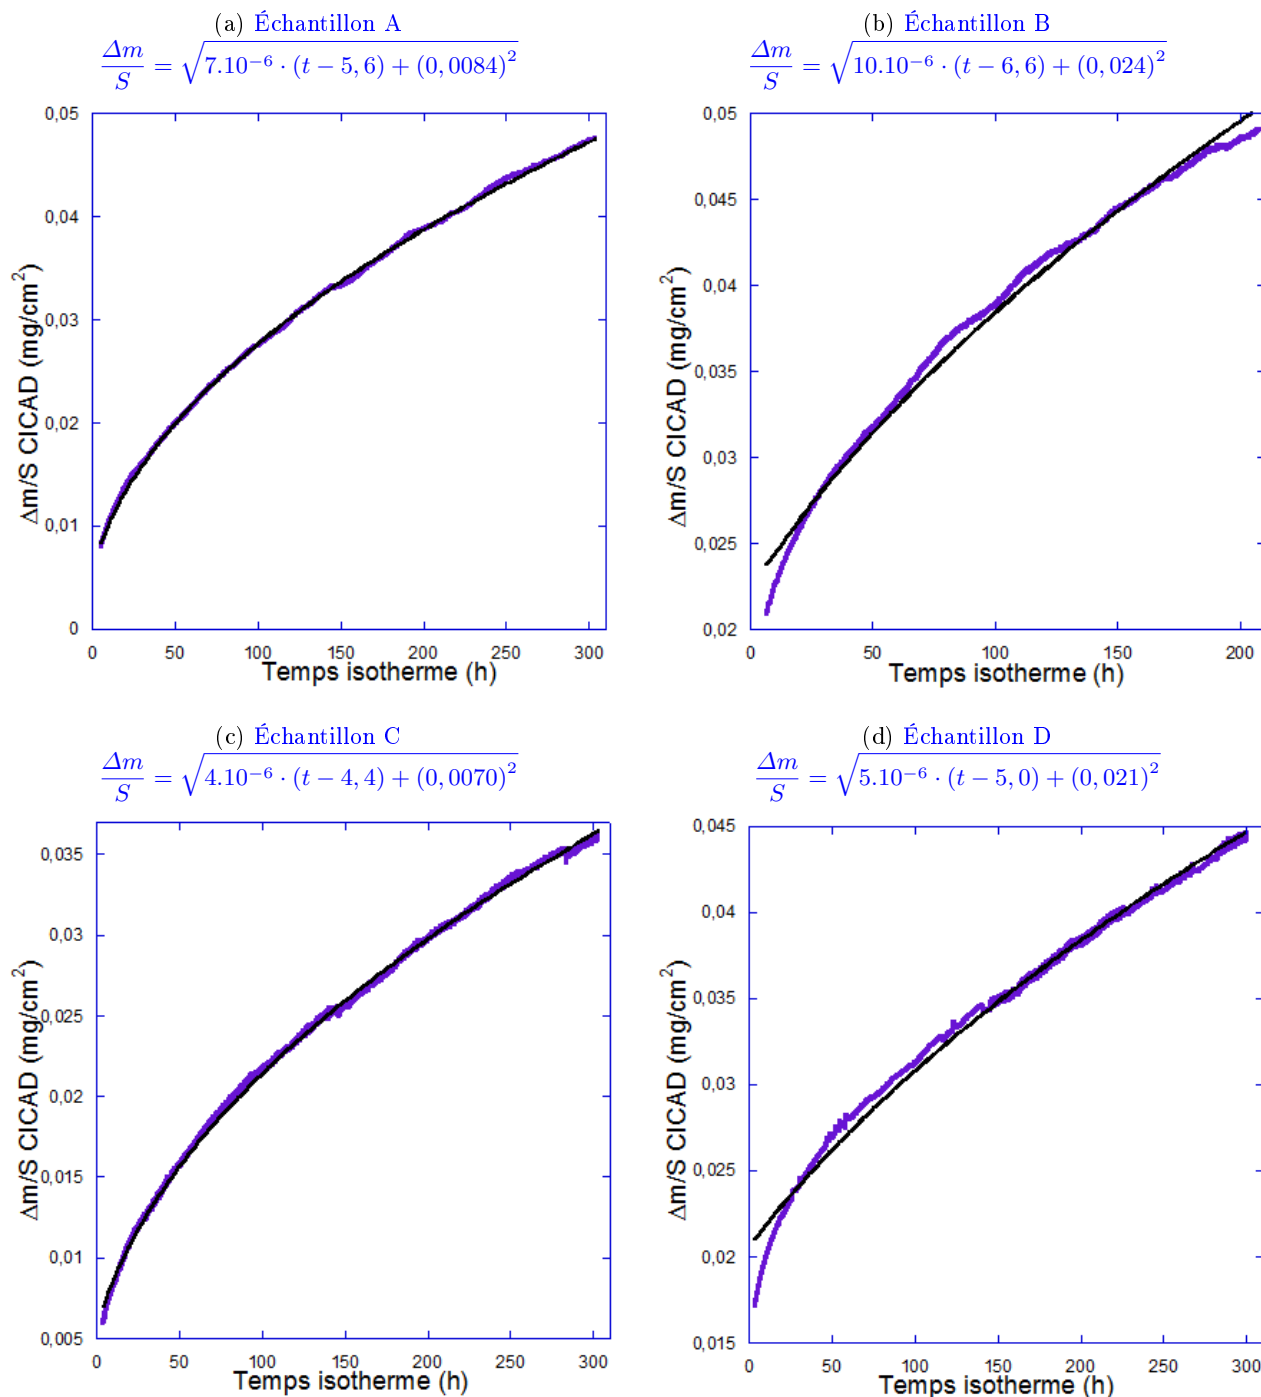 (a) Échantillon A
Δm/S = √(7.10⁻⁶ · (t − 5,6) + (0,0084)²)
0,05
0,04
0,03
0,02
0,01
0
Δm/S CICAD (mg/cm²)
0 50 100 150 200 250 300
Temps isotherme (h)
(b) Échantillon B
Δm/S = √(10.10⁻⁶ · (t − 6,6) + (0,024)²)
0,05
0,045
0,04
0,035
0,03
0,025
0,02
Δm/S CICAD (mg/cm²)
0 50 100 150 200
Temps isotherme (h)
(c) Échantillon C
Δm/S = √(4.10⁻⁶ · (t − 4,4) + (0,0070)²)
0,035
0,03
0,025
0,02
0,015
0,01
0,005
Δm/S CICAD (mg/cm²)
0 50 100 150 200 250 300
Temps isotherme (h)
(d) Échantillon D
Δm/S = √(5.10⁻⁶ · (t − 5,0) + (0,021)²)
0,045
0,04
0,035
0,03
0,025
0,02
0,015
Δm/S CICAD (mg/cm²)
0 50 100 150 200 250 300
Temps isotherme (h)